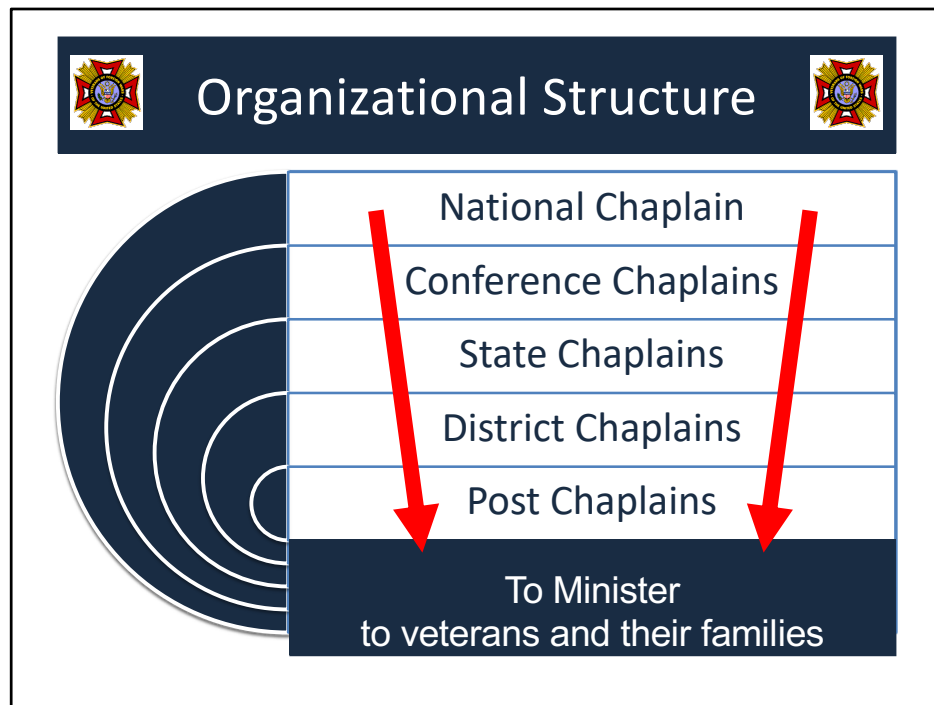 Organizational Structure
National Chaplain
Conference Chaplains
State Chaplains
District Chaplains
Post Chaplains
To Minister
to veterans and their families